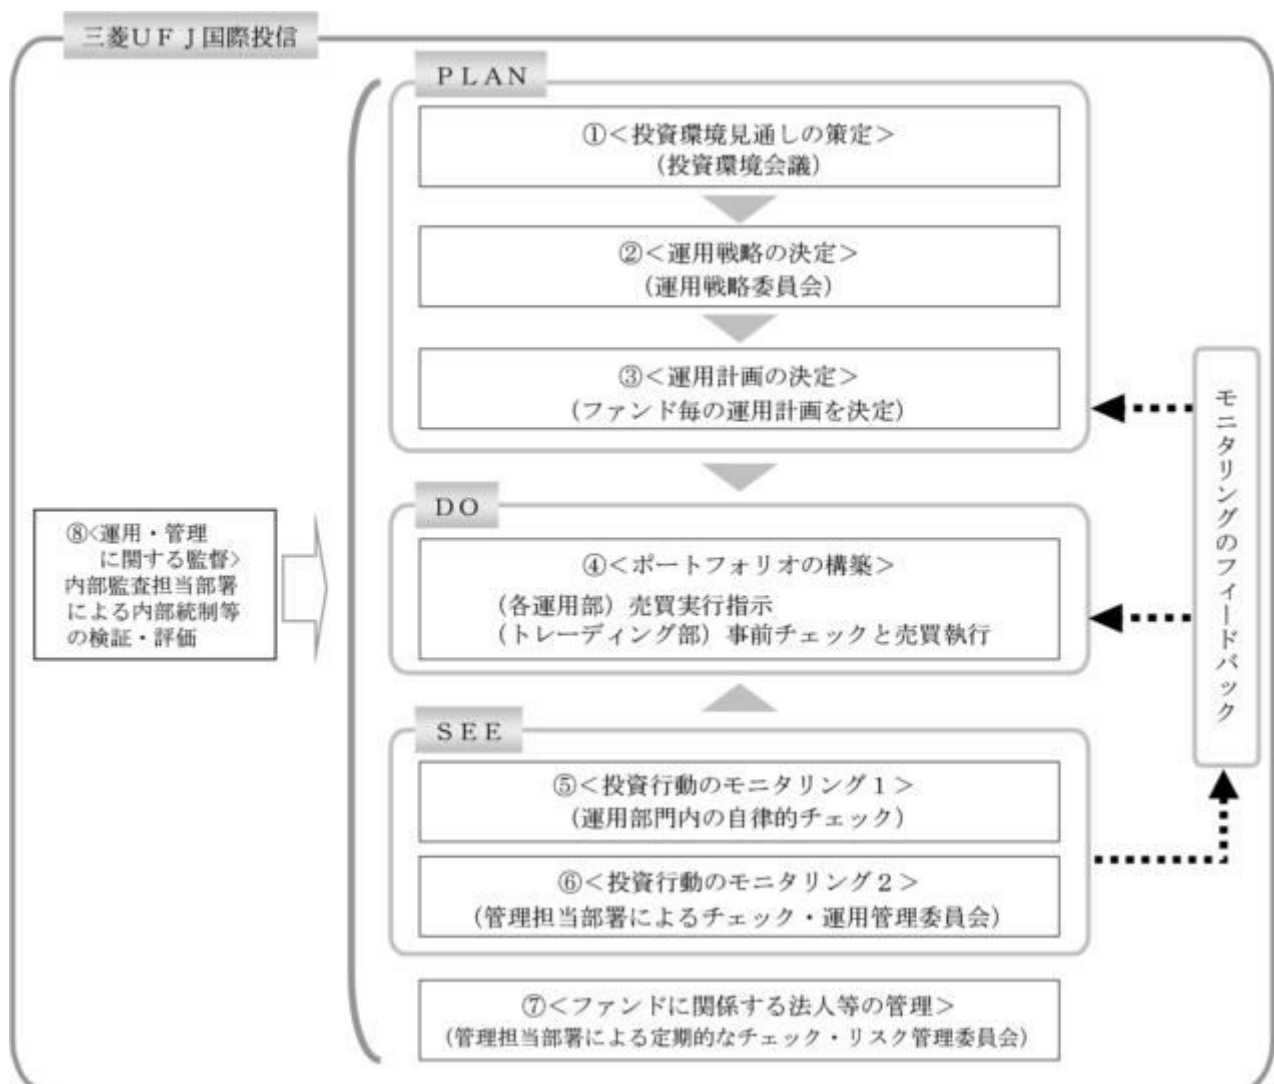 三菱ＵＦＪ国際投信
ＰＬＡＮ
①＜投資環境見通しの策定＞
（投資環境会議）
②＜運用戦略の決定＞
（運用戦略委員会）
③＜運用計画の決定＞
（ファンド毎の運用計画を決定）
ＤＯ
④＜ポートフォリオの構築＞
（各運用部）売買実行指示
（トレーディング部）事前チェックと売買執行
ＳＥＥ
⑤＜投資行動のモニタリング１＞
（運用部門内の自律的チェック）
⑥＜投資行動のモニタリング２＞
（管理担当部署によるチェック・運用管理委員会）
⑦＜ファンドに関係する法人等の管理＞
（管理担当部署による定期的なチェック・リスク管理委員会）
⑧<運用・管理
に関する監督>
内部監査担当部署
による内部統制等
の検証・評価
モニタリングのフィードバック